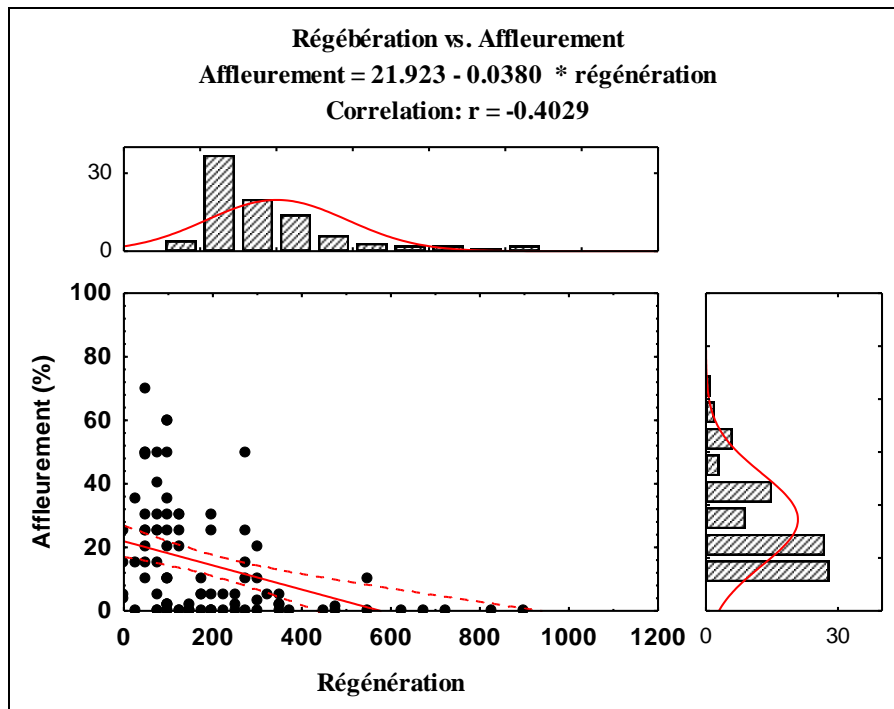 Régébération vs. Affleurement
Affleurement = 21.923 - 0.0380 * régénération
Correlation: r = -0.4029
30
0
100
80
60
40
20
0
Affleurement (%)
0 200 400 600 800 1000 1200
Régénération
0 30